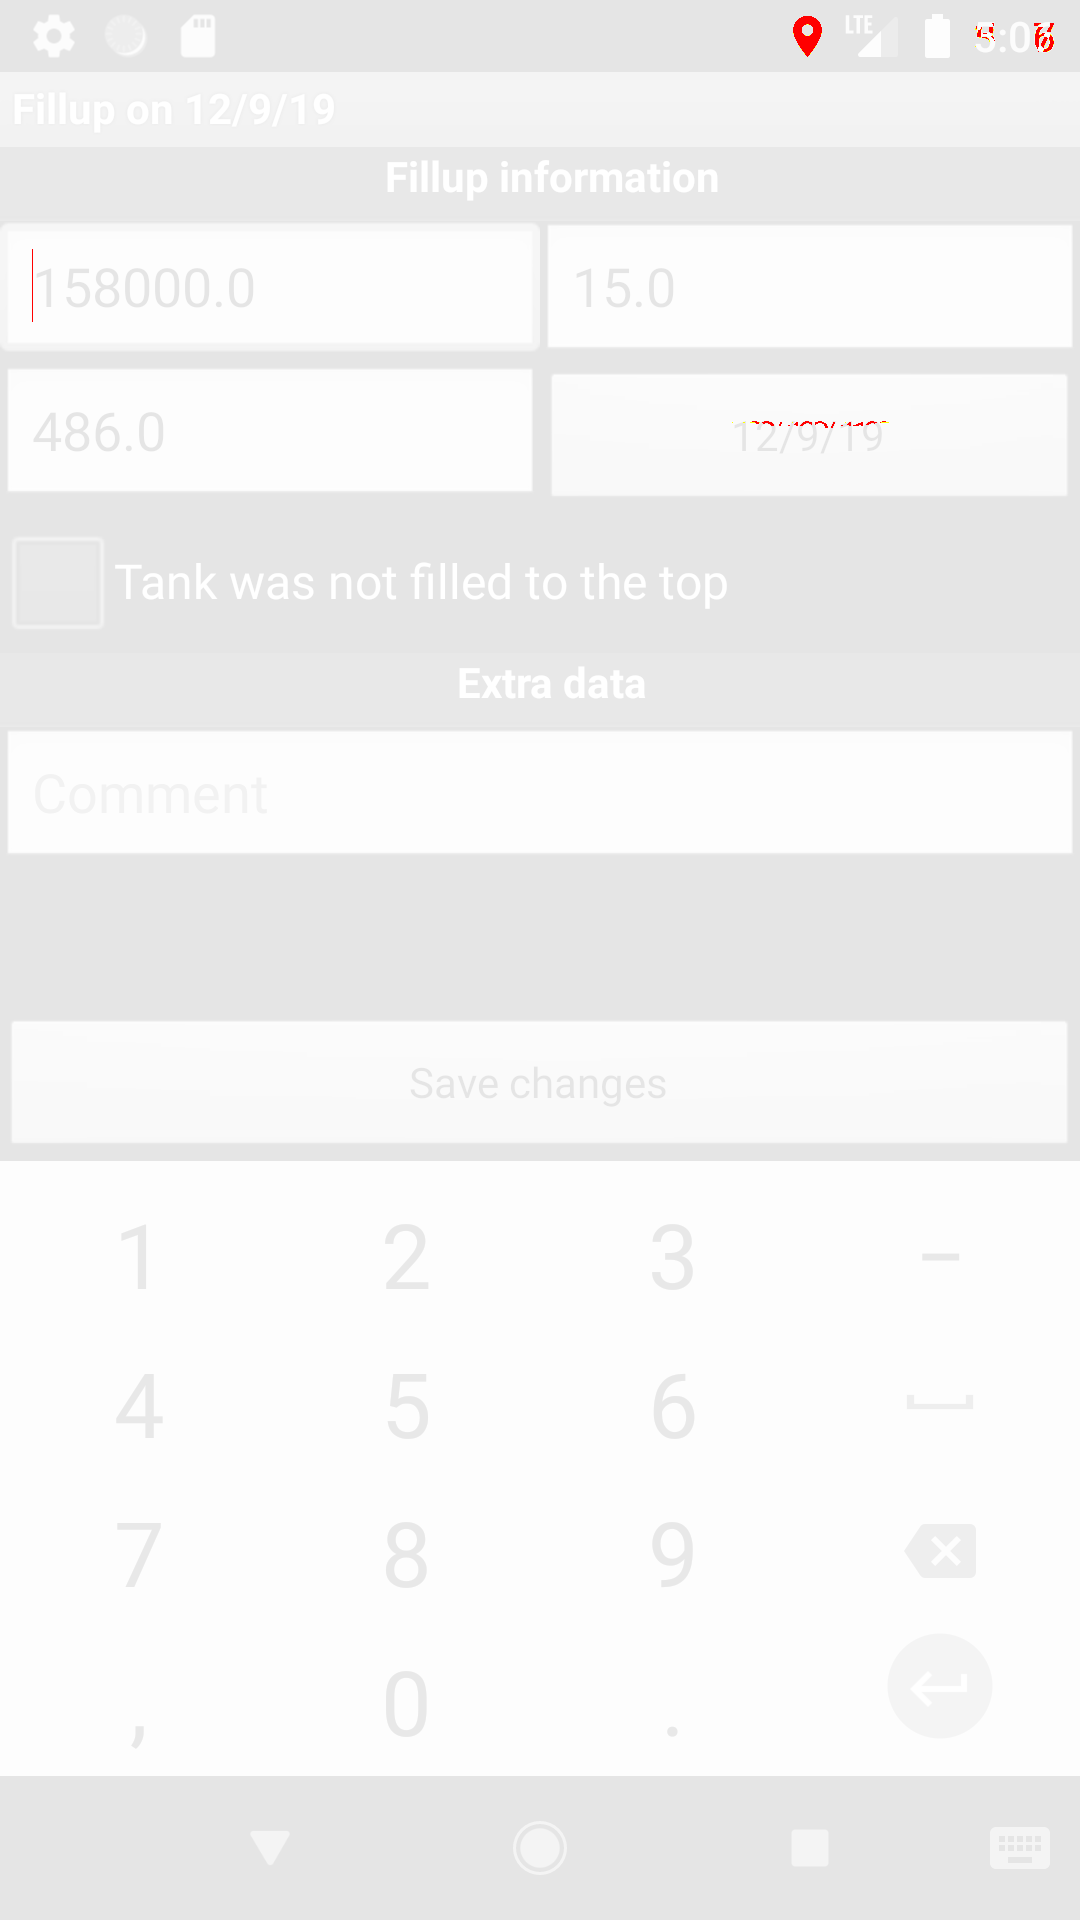 LTE
Fillup on 12/9/19
Fillup information
158000.0 15.0
486.0 12/9/19
Tank was not filled to the top
Extra data
Comment
Save changes
1 2 3 –
4 5 6
7 8 9
, 0 .